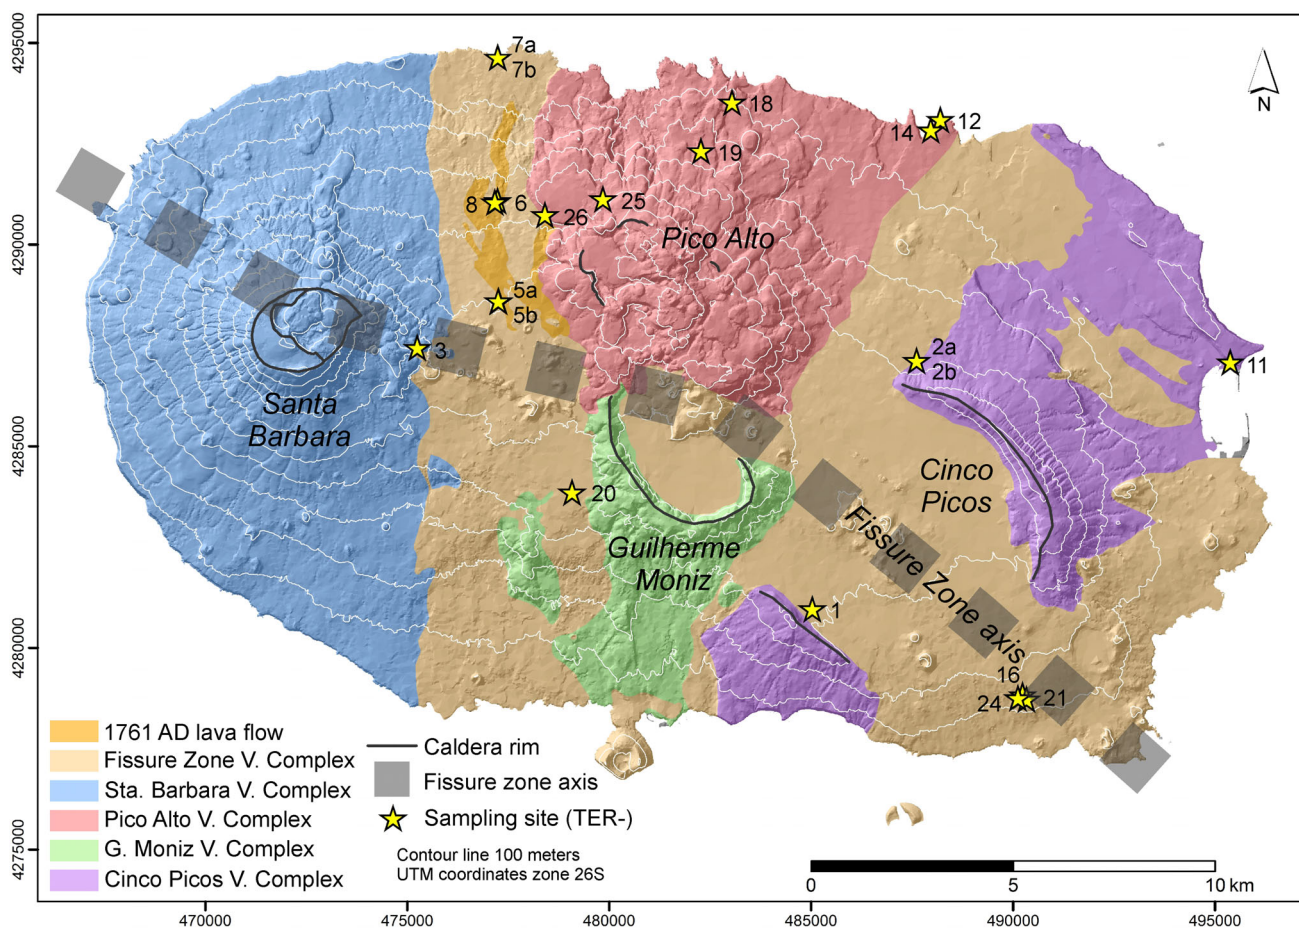 4295000
4290000
4285000
4280000
4275000
7a
7b
18
12
14
19
N
8
6
25
26
Pico Alto
5a
5b
3
2a
2b
11
Santa
Barbara
Cinco
Picos
20
Guilherme
Moniz
Fissure Zone axis
1
16
24
21
1761 AD lava flow
Fissure Zone V. Complex
Sta. Barbara V. Complex
Pico Alto V. Complex
G. Moniz V. Complex
Cinco Picos V. Complex
Caldera rim
Fissure zone axis
Sampling site (TER-)
Contour line 100 meters
UTM coordinates zone 26S
0
5
10 km
470000
475000
480000
485000
490000
495000